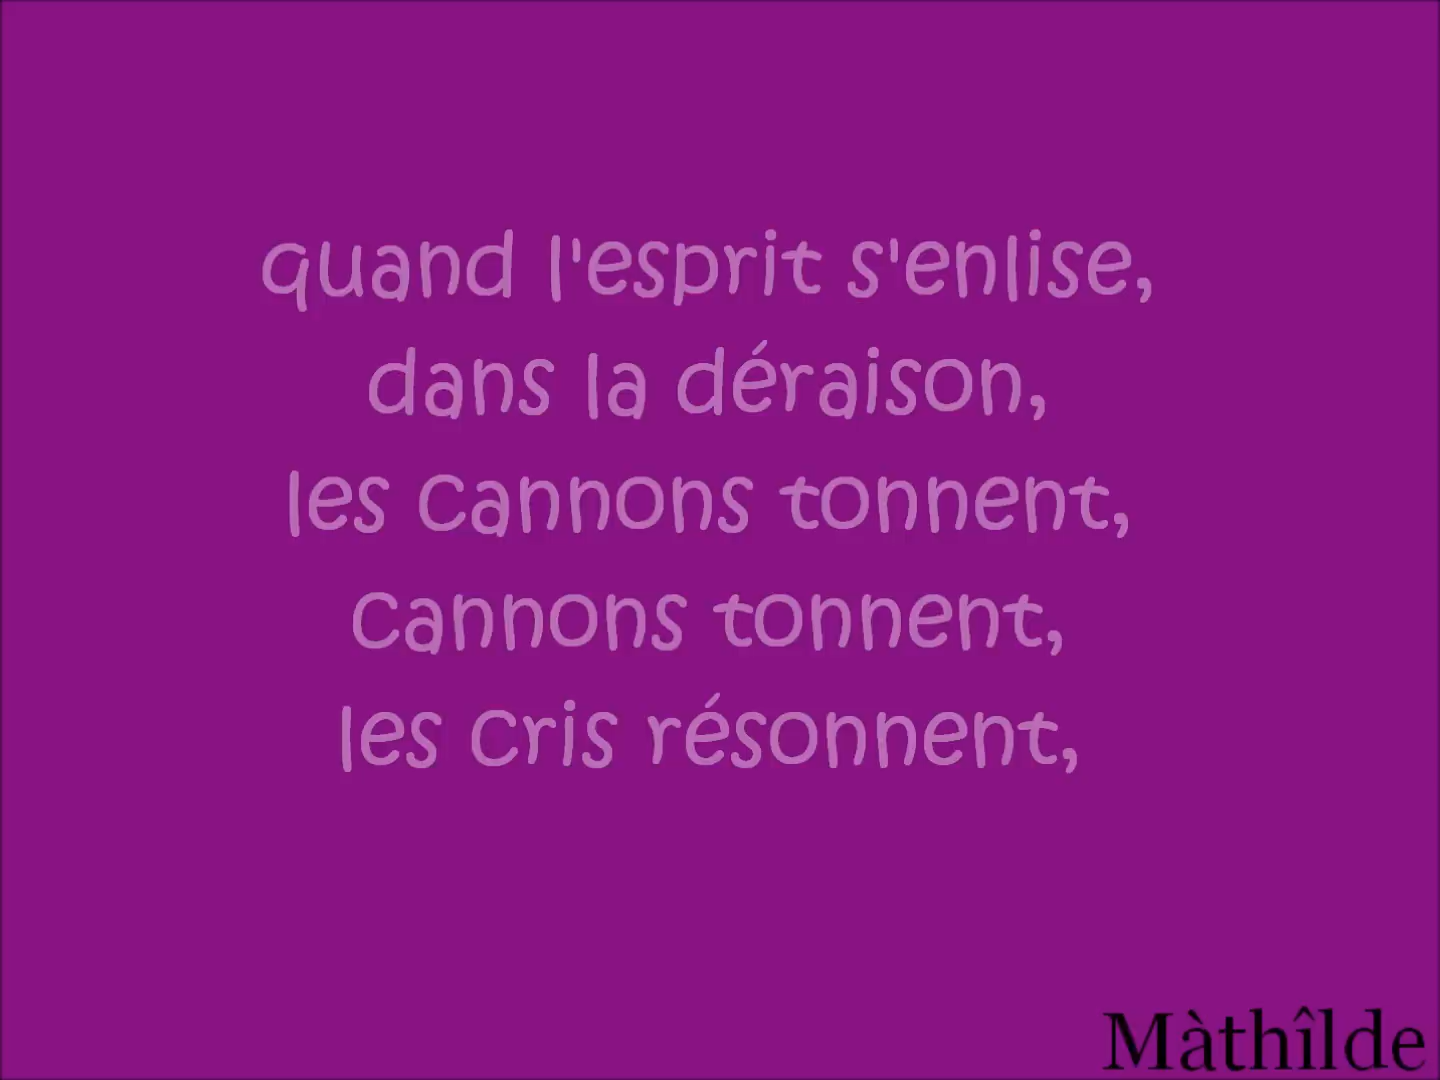 quand l'esprit s'enlise,
dans la déraison,
les cannons tonnent,
cannons tonnent,
les cris résonnent,
Màthîlde